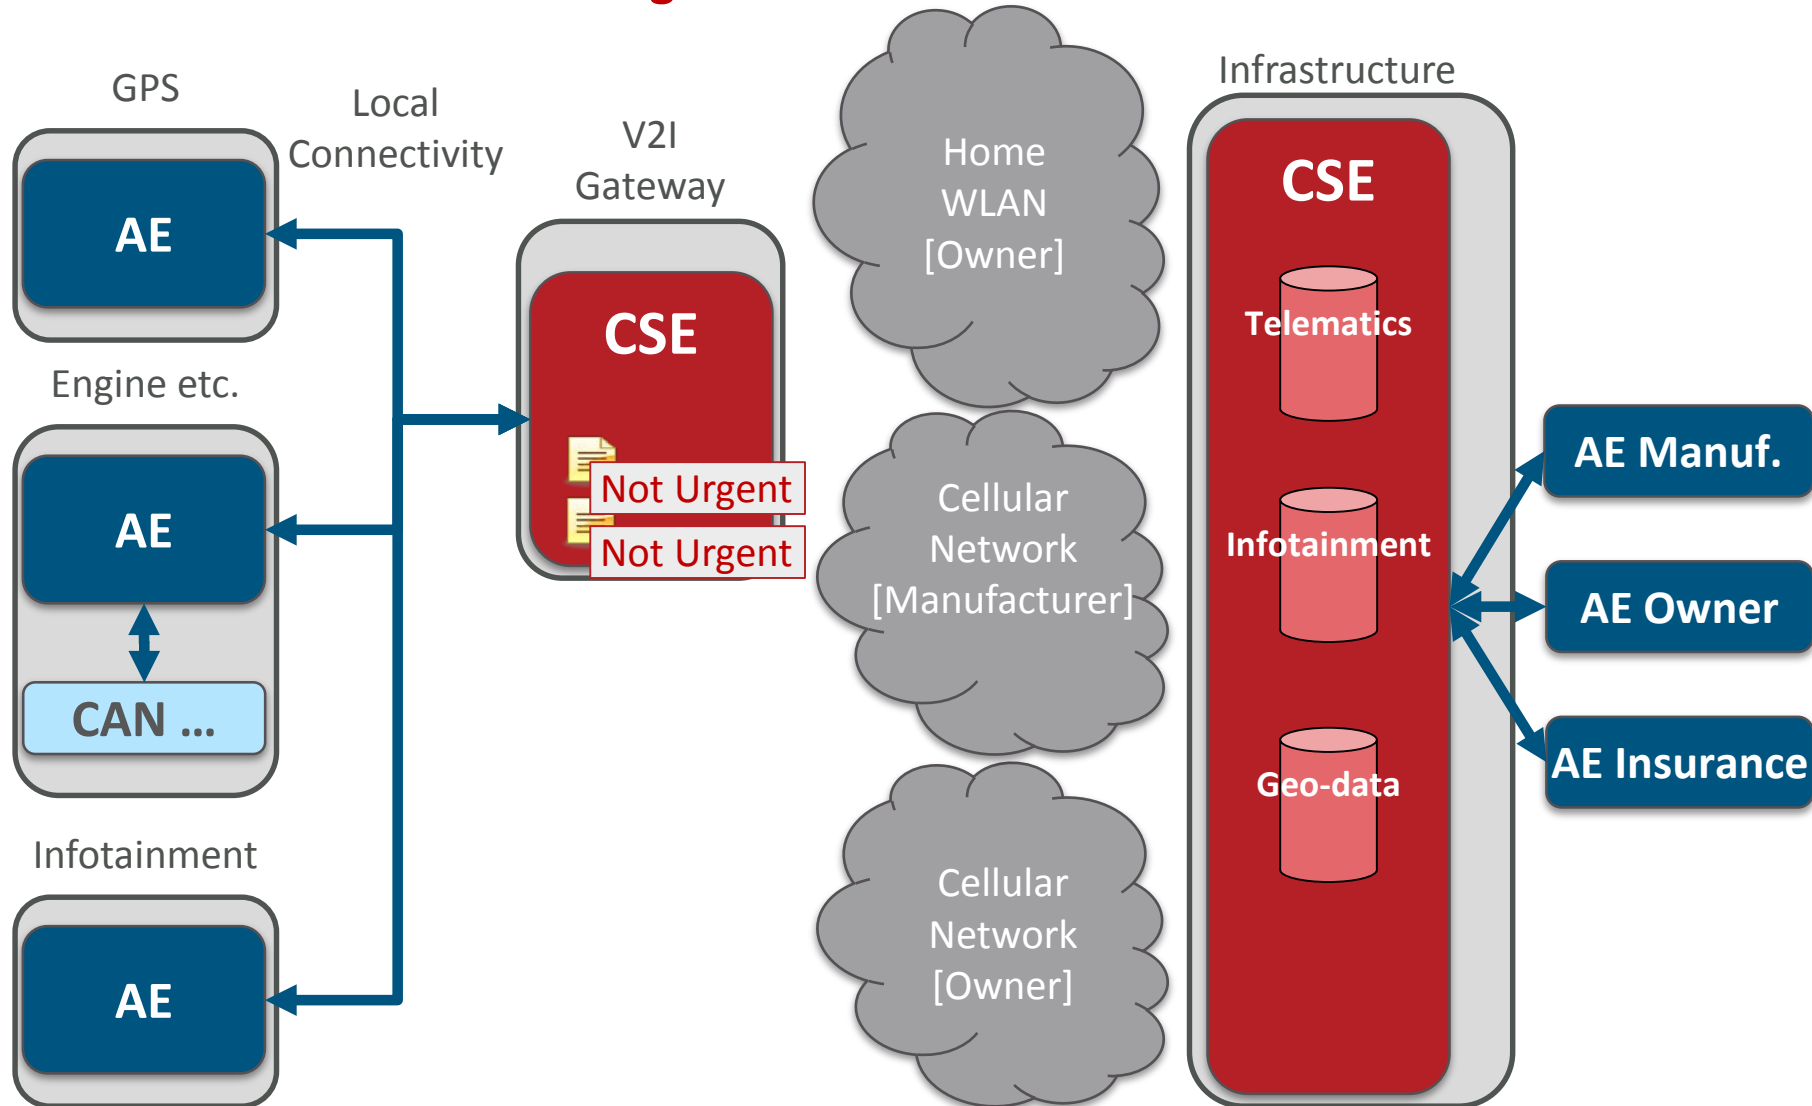 GPS
AE
Local
Connectivity
V2I
Gateway
CSE
Not Urgent
Not Urgent
Engine etc.
AE
CAN ...
Infotainment
AE
Home
WLAN
[Owner]
Cellular
Network
[Manufacturer]
Cellular
Network
[Owner]
Infrastructure
CSE
Telematics
Infotainment
Geo-data
AE Manuf.
AE Owner
AE Insurance